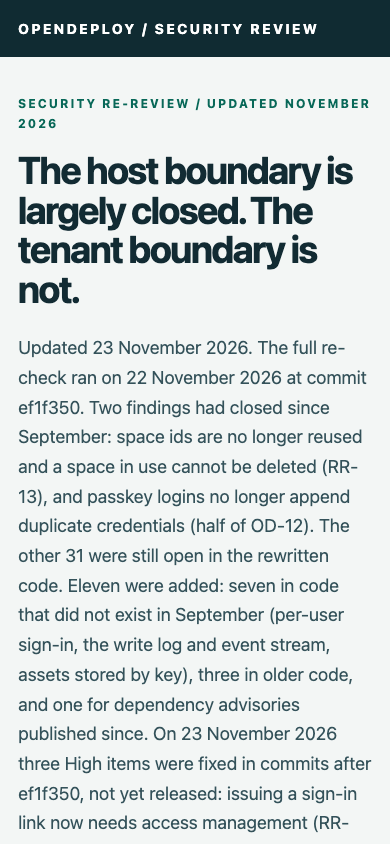 OPENDEPLOY / SECURITY REVIEW
SECURITY RE-REVIEW / UPDATED NOVEMBER
2026
The host boundary is
largely closed. The
tenant boundary is
not.
Updated 23 November 2026. The full re-
check ran on 22 November 2026 at commit
ef1f350. Two findings had closed since
September: space ids are no longer reused
and a space in use cannot be deleted (RR-
13), and passkey logins no longer append
duplicate credentials (half of OD-12). The
other 31 were still open in the rewritten
code. Eleven were added: seven in code
that did not exist in September (per-user
sign-in, the write log and event stream,
assets stored by key), three in older code,
and one for dependency advisories
published since. On 23 November 2026
three High items were fixed in commits after
ef1f350, not yet released: issuing a sign-in
link now needs access management (RR-